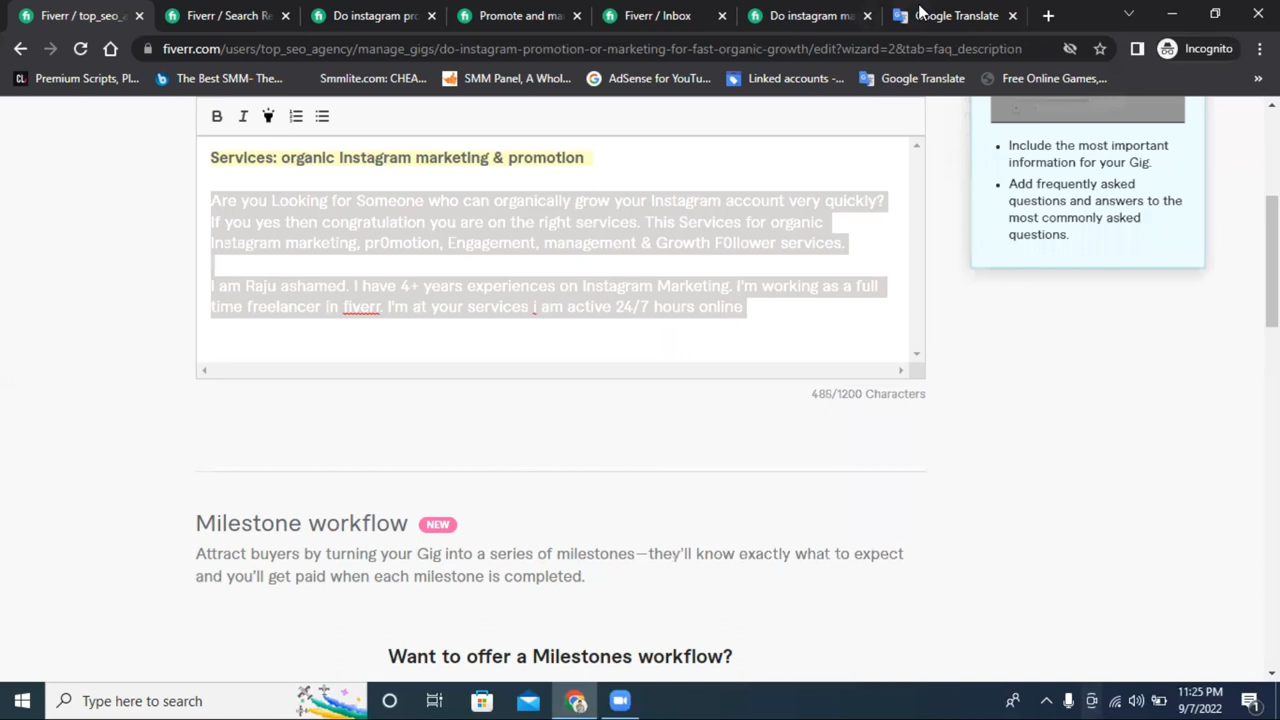 Fiverr / top_seo_
Fiverr / Search Re
Do instagram pro
Promote and ma
Fiverr / Inbox
Do instagram ma
Google Translate
fiverr.com/users/top_seo_agency/manage_gigs/do-instagram-promotion-or-marketing-for-fast-organic-growth/edit?wizard=2&tab=faq_description
Incognito
Premium Scripts, Pl...
The Best SMM- The...
Smmlite.com: CHEA...
SMM Panel, A Whol...
AdSense for YouTu...
Linked accounts -...
Google Translate
Free Online Games,...
Services: organic Instagram marketing & promotion
Are you Looking for Someone who can organically grow your Instagram account very quickly?
If you yes then congratulation you are on the right services. This Services for organic
Instagram marketing, pr0motion, Engagement, management & Growth F0llower services.
I am Raju ashamed. I have 4+ years experiences on Instagram Marketing. I'm working as a full
time freelancer in fiverr. I'm at your services i am active 24/7 hours online
485/1200 Characters
Include the most important
information for your Gig.
Add frequently asked
questions and answers to the
most commonly asked
questions.
Milestone workflow NEW
Attract buyers by turning your Gig into a series of milestones—they'll know exactly what to expect
and you'll get paid when each milestone is completed.
Want to offer a Milestones workflow?
Type here to search
11:25 PM
9/7/2022